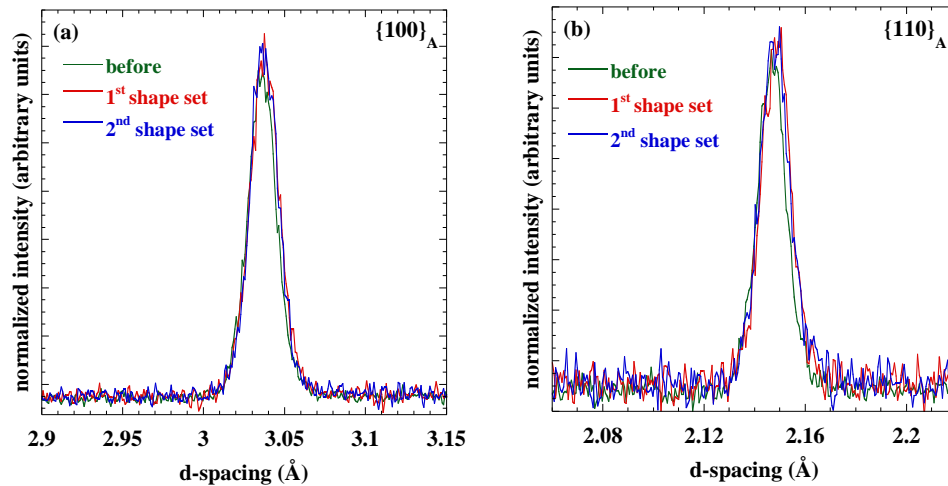 (a)
{100}A
before
1st shape set
2nd shape set
normalized intensity (arbitrary units)
2.9 2.95 3 3.05 3.1 3.15
d-spacing (Å)
(b)
{110}A
before
1st shape set
2nd shape set
normalized intensity (arbitrary units)
2.08 2.12 2.16 2.2
d-spacing (Å)